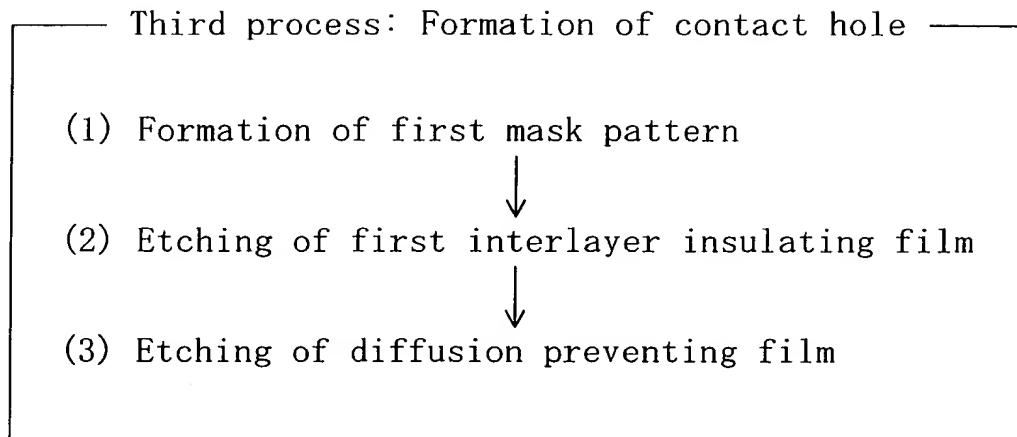 Third process: Formation of contact hole
(1) Formation of first mask pattern
(2) Etching of first interlayer insulating film
(3) Etching of diffusion preventing film